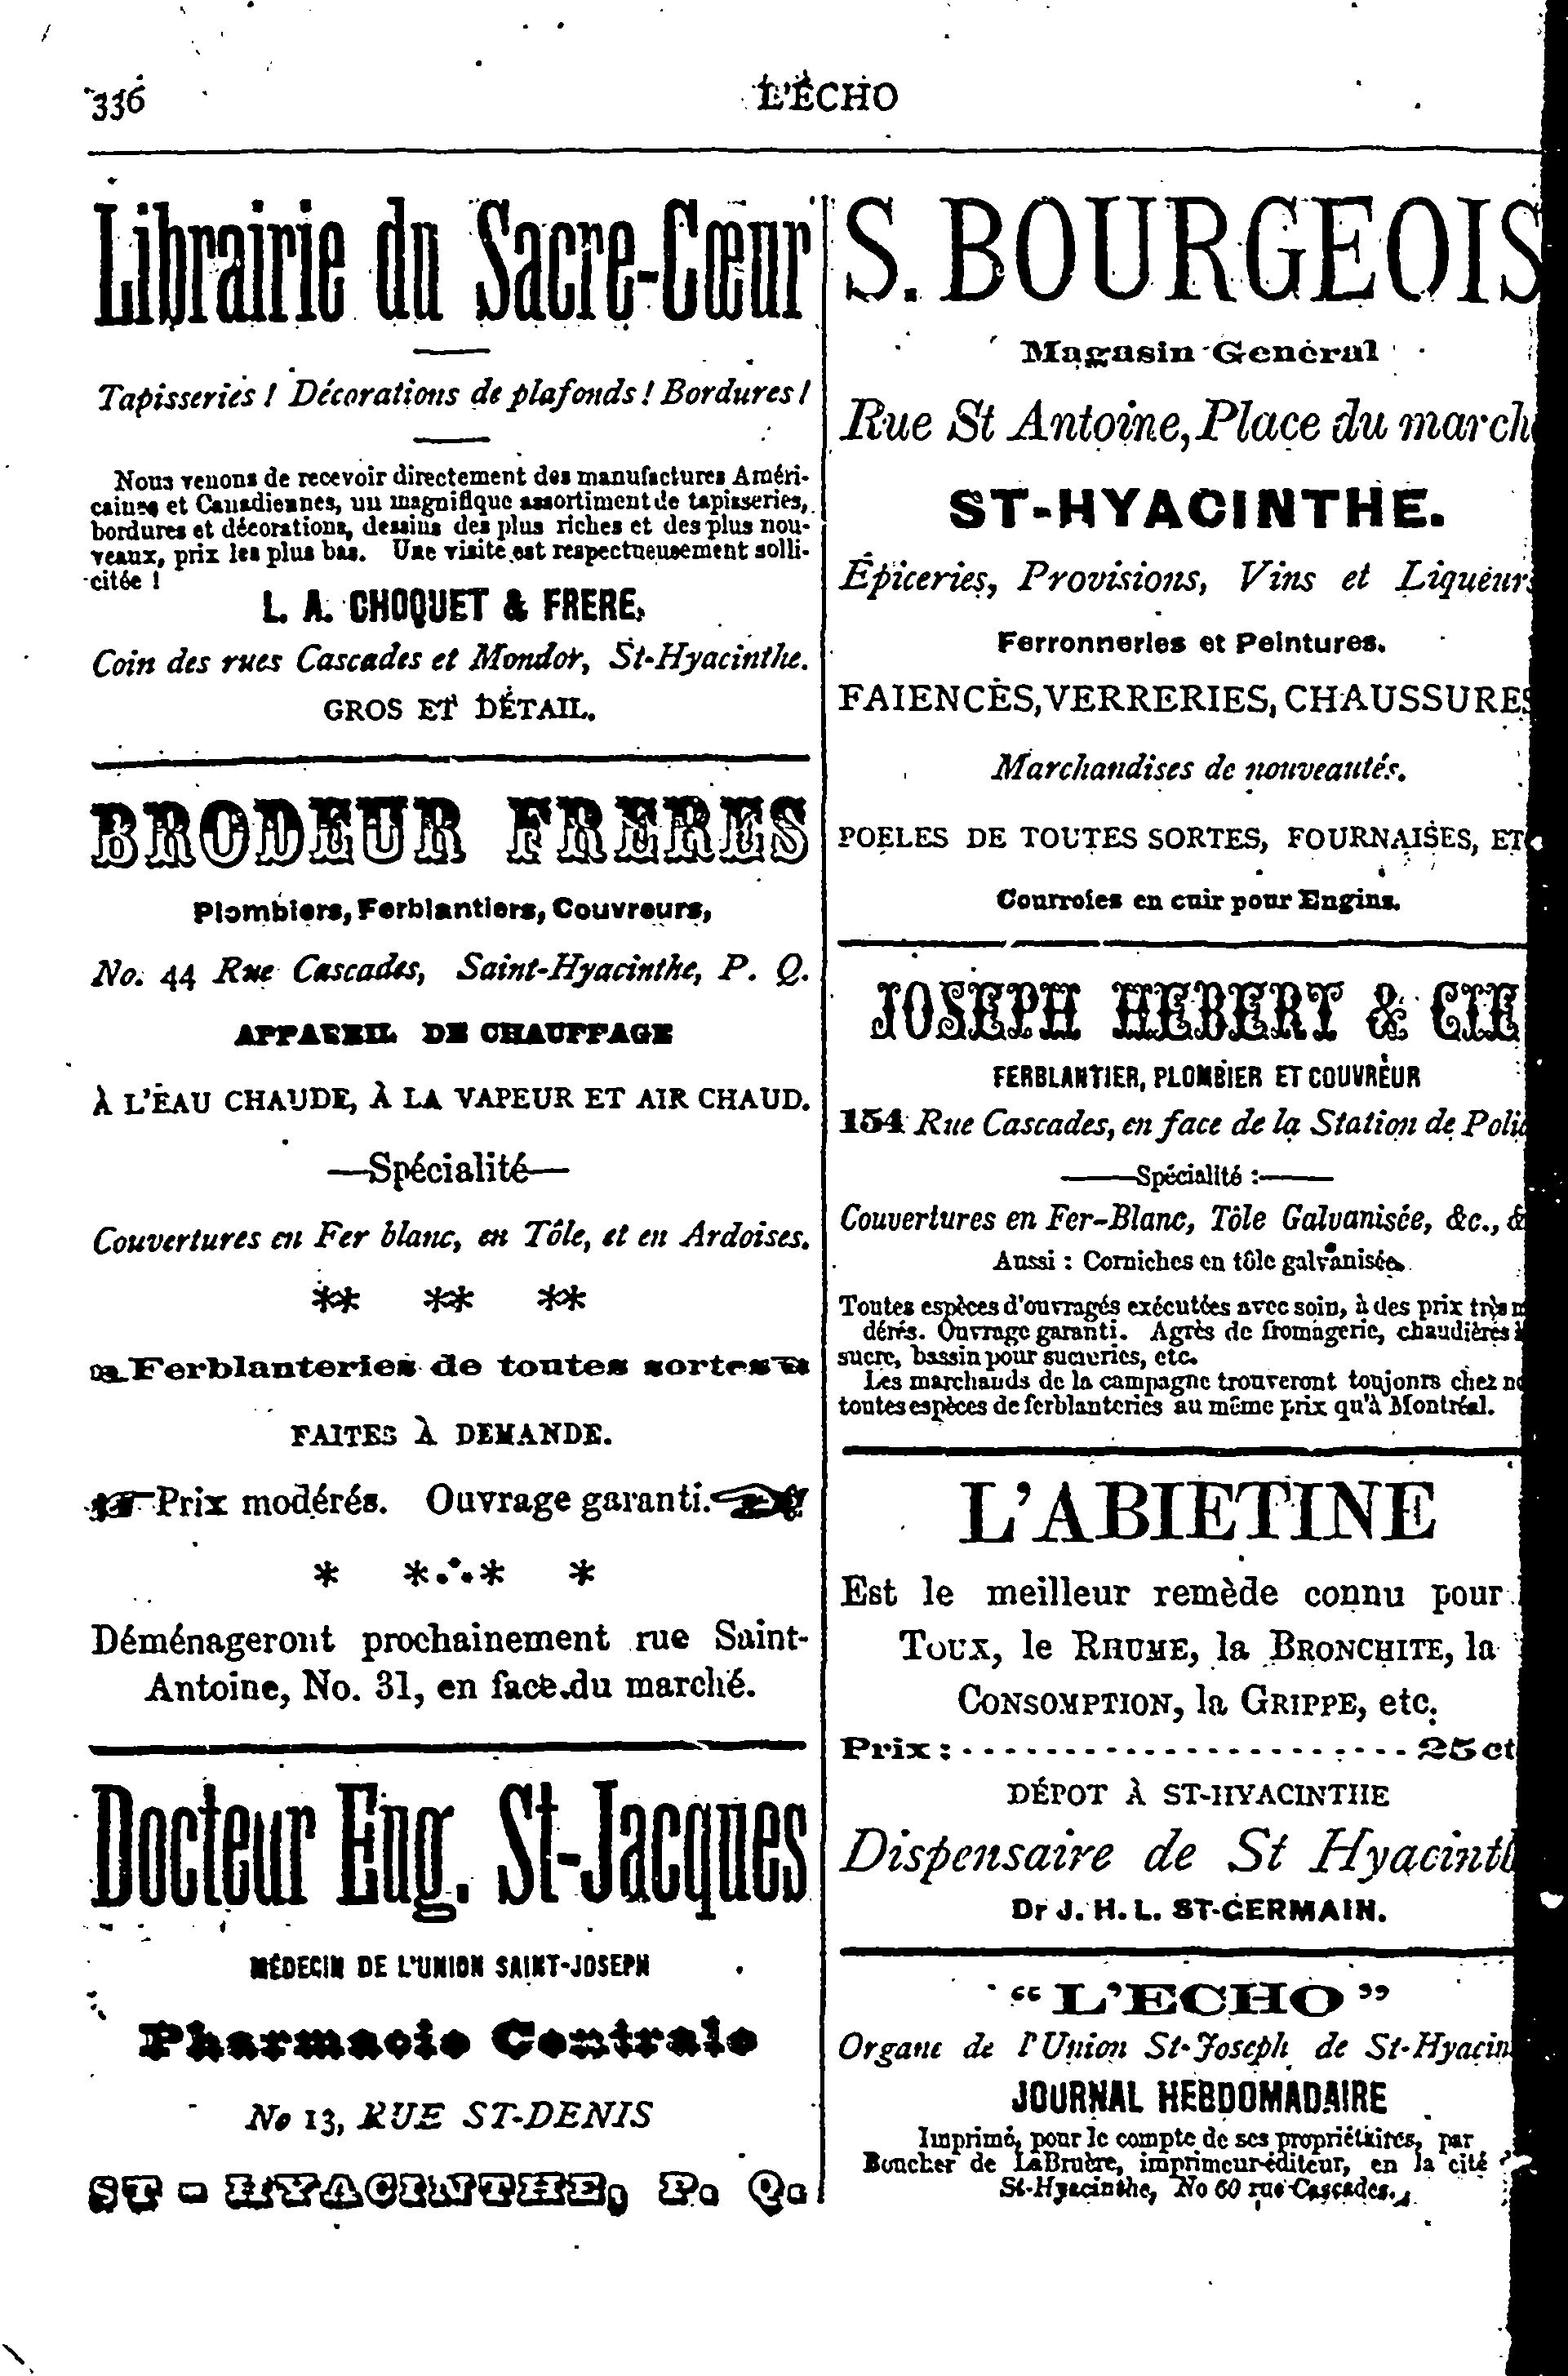 336
L'ÉCHO
Librairie du Sacre-Cœur
Tapisseries ! Décorations de plafonds ! Bordures !
Nous venons de recevoir directement des manufactures Améri-
caines et Canadiennes, un magnifique assortiment de tapisseries,
bordures et décorations, dessins des plus riches et des plus nou-
veaux, prix les plus bas. Une visite est respectueusement solli-
citée !
L. A. CHOQUET & FRERE,
Coin des rues Cascades et Mondor, St-Hyacinthe.
GROS ET DÉTAIL.
BRODEUR FRERES
Plombiers, Ferblantiers, Couvreurs,
No. 44 Rue Cascades, Saint-Hyacinthe, P. Q.
APPAREIL DE CHAUFFAGE
À L'EAU CHAUDE, À LA VAPEUR ET AIR CHAUD.
—Spécialité—
Couvertures en Fer blanc, en Tôle, et en Ardoises.
** ** **
Ferblanteries de toutes sortes
FAITES À DEMANDE.
Prix modérés. Ouvrage garanti.
* *.·.* *
Déménageront prochainement rue Saint-
Antoine, No. 31, en face du marché.
Docteur Eug. St-Jacques
MÉDECIN DE L'UNION SAINT-JOSEPH
Pharmacie Centrale
No 13, RUE ST-DENIS
ST-HYACINTHE, P. Q.
S. BOURGEOIS
Magasin General
Rue St Antoine, Place du march
ST-HYACINTHE.
Épiceries, Provisions, Vins et Liqueurs
Ferronneries et Peintures.
FAIENCES, VERRERIES, CHAUSSURES
Marchandises de nouveautés.
POELES DE TOUTES SORTES, FOURNAISES, ET
Courroies en cuir pour Engins.
JOSEPH HEBERT & CIE
FERBLANTIER, PLOMBIER ET COUVREUR
154 Rue Cascades, en face de la Station de Polic
——Spécialité :——
Couvertures en Fer-Blanc, Tôle Galvanisée, &c., &
Aussi : Corniches en tôle galvanisée.
Toutes espèces d'ouvragés exécutées avec soin, à des prix très m
dérés. Ouvrage garanti. Agrès de fromagerie, chaudières à
sucre, bassin pour sucreries, etc.
Les marchands de la campagne trouveront toujours chez no
toutes espèces de ferblanteries au même prix qu'à Montréal.
L'ABIETINE
Est le meilleur remède connu pour
TOUX, le RHUME, la BRONCHITE, la
CONSOMPTION, la GRIPPE, etc.
Prix : - - - - - - - - - - - - - - - - - - - - - - - 25 ct
DÉPOT À ST-HYACINTHE
Dispensaire de St Hyacinth
Dr J. H. L. ST-GERMAIN.
“L'ECHO”
Organe de l'Union St-Joseph de St-Hyacin
JOURNAL HEBDOMADAIRE
Imprimé, pour le compte de ses propriétaires, par
Boucher de LaBruère, imprimeur-éditeur, en la cité
St-Hyacinthe, No 60 rue Cascades.